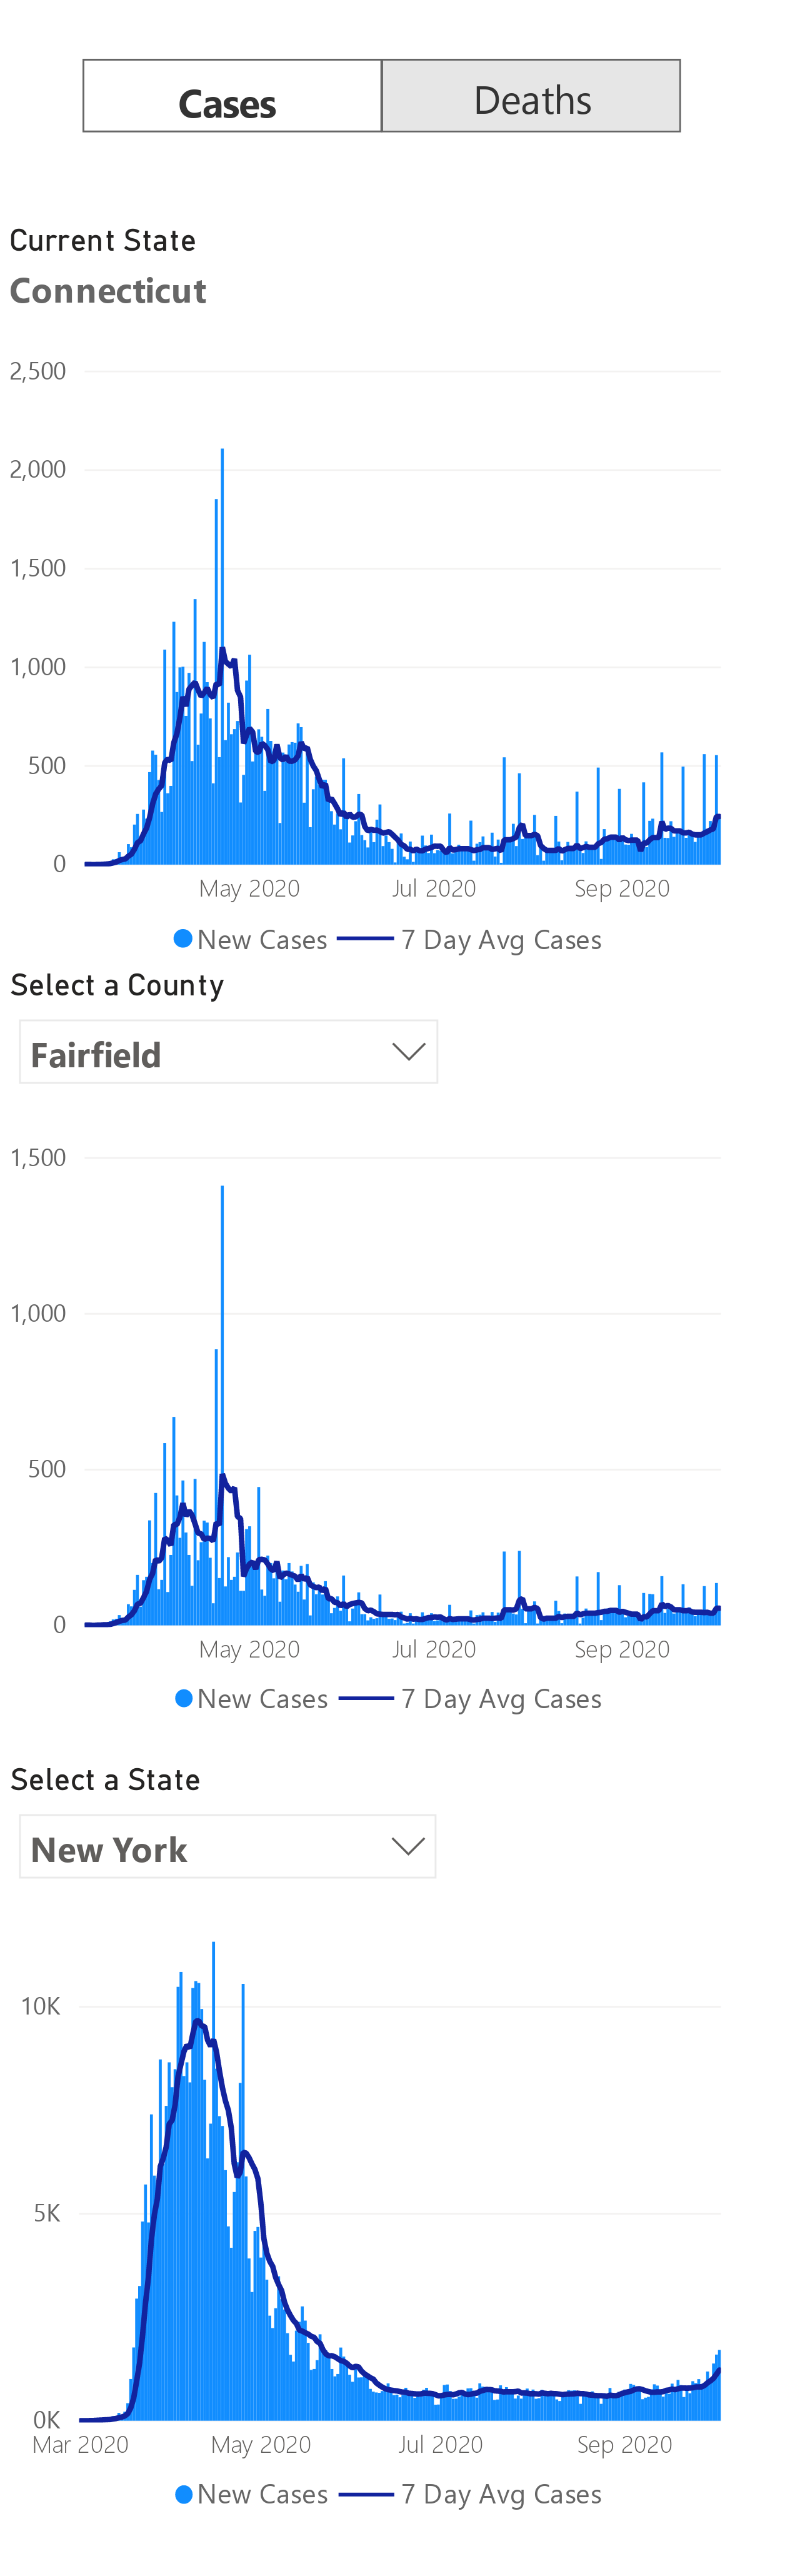 Cases Deaths
Current State
Connecticut
2,500
2,000
1,500
1,000
500
0
May 2020 Jul 2020 Sep 2020
New Cases 7 Day Avg Cases
Select a County
Fairfield
1,500
1,000
500
0
May 2020 Jul 2020 Sep 2020
New Cases 7 Day Avg Cases
Select a State
New York
10K
5K
0K
Mar 2020 May 2020 Jul 2020 Sep 2020
New Cases 7 Day Avg Cases